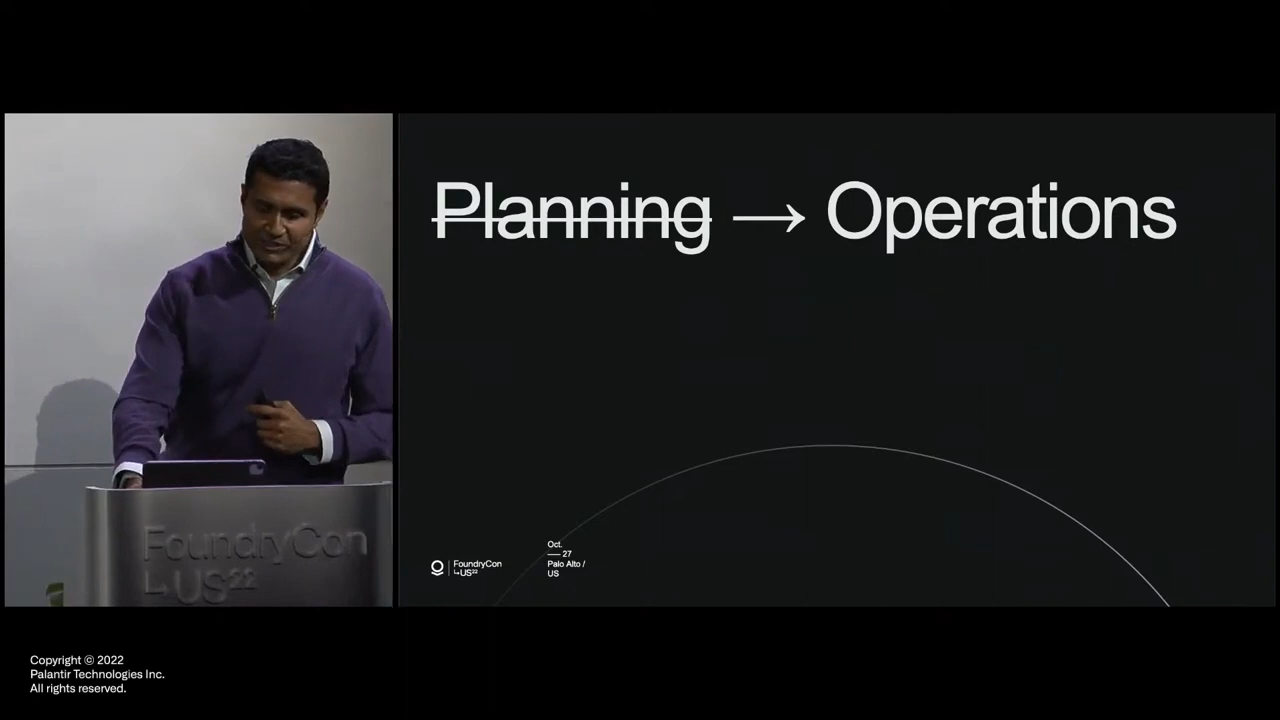 Planning → Operations
FoundryCon
US22
FoundryCon
US22
Oct.
27
Palo Alto /
US
Copyright © 2022
Palantir Technologies Inc.
All rights reserved.